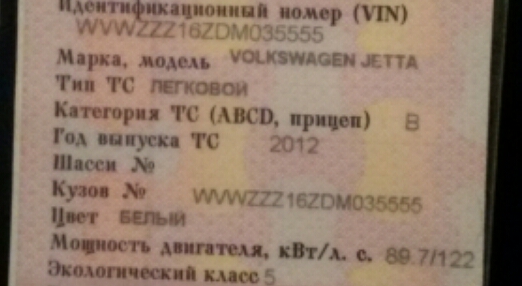 Идентификационный номер (VIN)
WVWZZZ16ZDM035555
Марка, модель VOLKSWAGEN JETTA
Тип ТС ЛЕГКОВОЙ
Категория ТС (ABCD, прицеп) B
Год выпуска ТС 2012
Шасси №
Кузов № WVWZZZ16ZDM035555
Цвет БЕЛЫЙ
Мощность двигателя, кВт/л. с. 89.7/122
Экологический класс 5